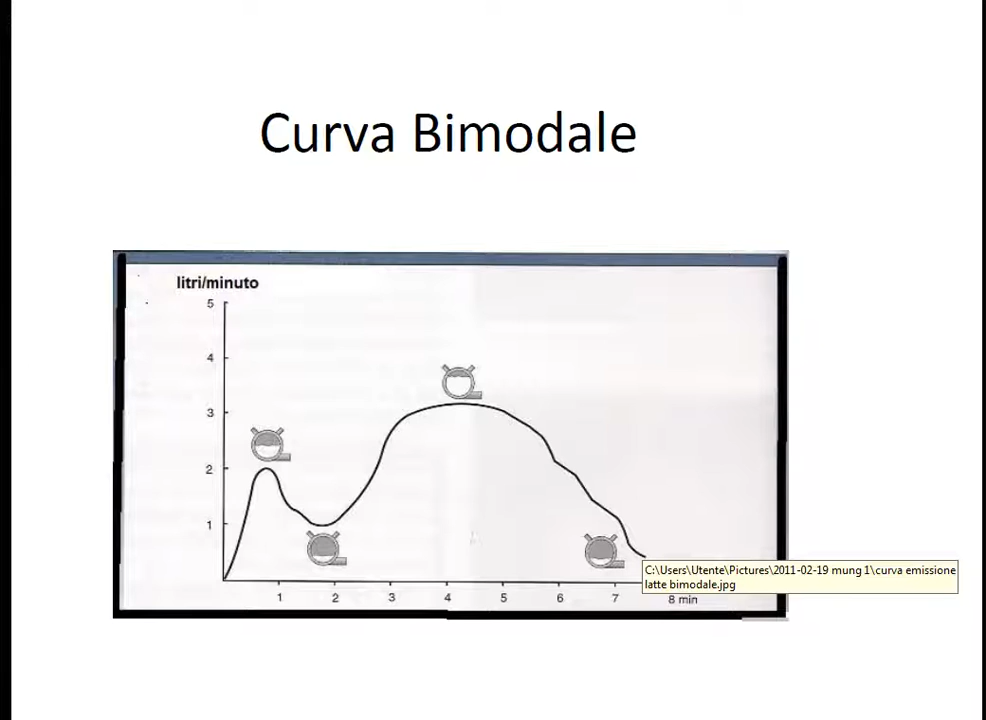 Curva Bimodale
litri/minuto
5
4
3
2
1
1 2 3 4 5 6 7 8 min
C:\Users\Utente\Pictures\2011-02-19 mung 1\curva emissione
latte bimodale.jpg